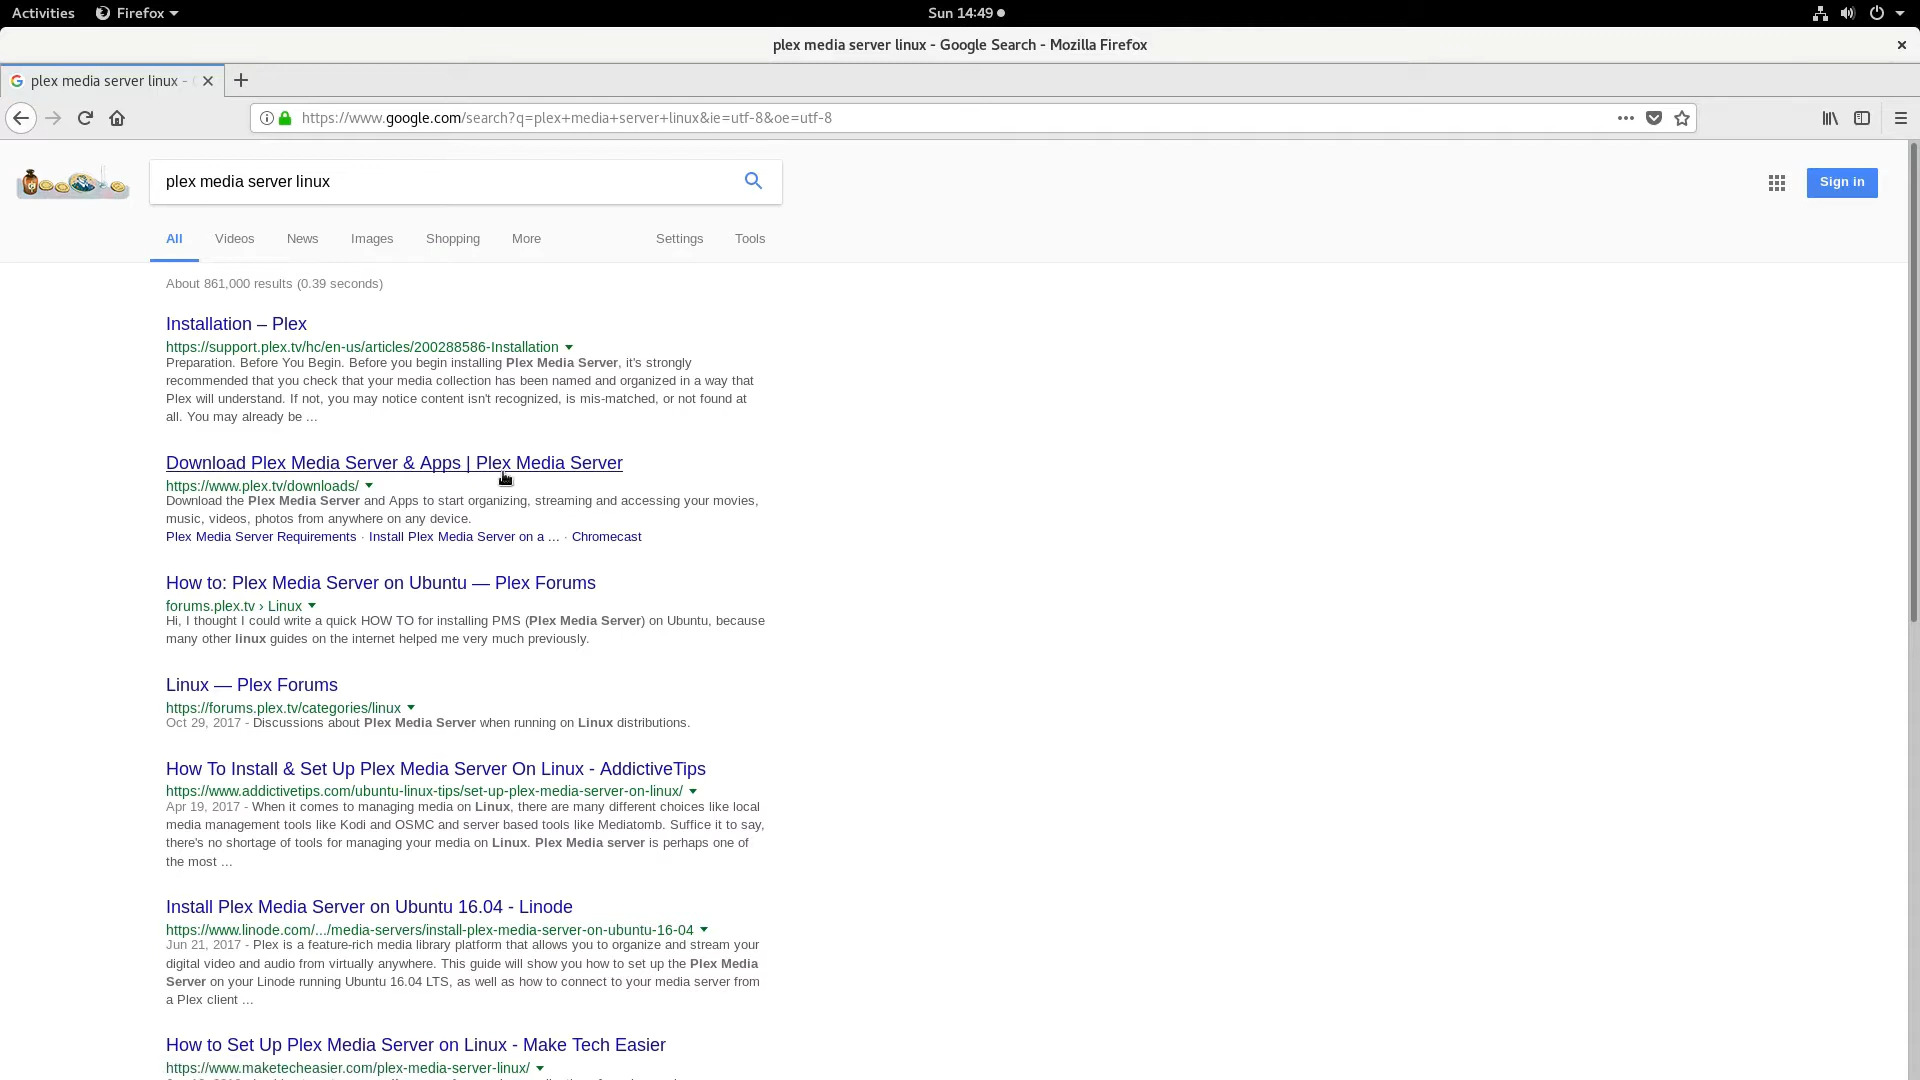 Activities Firefox Sun 14:49
plex media server linux - Google Search - Mozilla Firefox
plex media server linux -
https://www.google.com/search?q=plex+media+server+linux&ie=utf-8&oe=utf-8
plex media server linux
Sign in
All Videos News Images Shopping More Settings Tools
About 861,000 results (0.39 seconds)
Installation – Plex
https://support.plex.tv/hc/en-us/articles/200288586-Installation
Preparation. Before You Begin. Before you begin installing Plex Media Server, it's strongly
recommended that you check that your media collection has been named and organized in a way that
Plex will understand. If not, you may notice content isn't recognized, is mis-matched, or not found at
all. You may already be ...
Download Plex Media Server & Apps | Plex Media Server
https://www.plex.tv/downloads/
Download the Plex Media Server and Apps to start organizing, streaming and accessing your movies,
music, videos, photos from anywhere on any device.
Plex Media Server Requirements · Install Plex Media Server on a ... · Chromecast
How to: Plex Media Server on Ubuntu — Plex Forums
forums.plex.tv › Linux
Hi, I thought I could write a quick HOW TO for installing PMS (Plex Media Server) on Ubuntu, because
many other linux guides on the internet helped me very much previously.
Linux — Plex Forums
https://forums.plex.tv/categories/linux
Oct 29, 2017 - Discussions about Plex Media Server when running on Linux distributions.
How To Install & Set Up Plex Media Server On Linux - AddictiveTips
https://www.addictivetips.com/ubuntu-linux-tips/set-up-plex-media-server-on-linux/
Apr 19, 2017 - When it comes to managing media on Linux, there are many different choices like local
media management tools like Kodi and OSMC and server based tools like Mediatomb. Suffice it to say,
there's no shortage of tools for managing your media on Linux. Plex Media server is perhaps one of
the most ...
Install Plex Media Server on Ubuntu 16.04 - Linode
https://www.linode.com/.../media-servers/install-plex-media-server-on-ubuntu-16-04
Jun 21, 2017 - Plex is a feature-rich media library platform that allows you to organize and stream your
digital video and audio from virtually anywhere. This guide will show you how to set up the Plex Media
Server on your Linode running Ubuntu 16.04 LTS, as well as how to connect to your media server from
a Plex client ...
How to Set Up Plex Media Server on Linux - Make Tech Easier
https://www.maketecheasier.com/plex-media-server-linux/